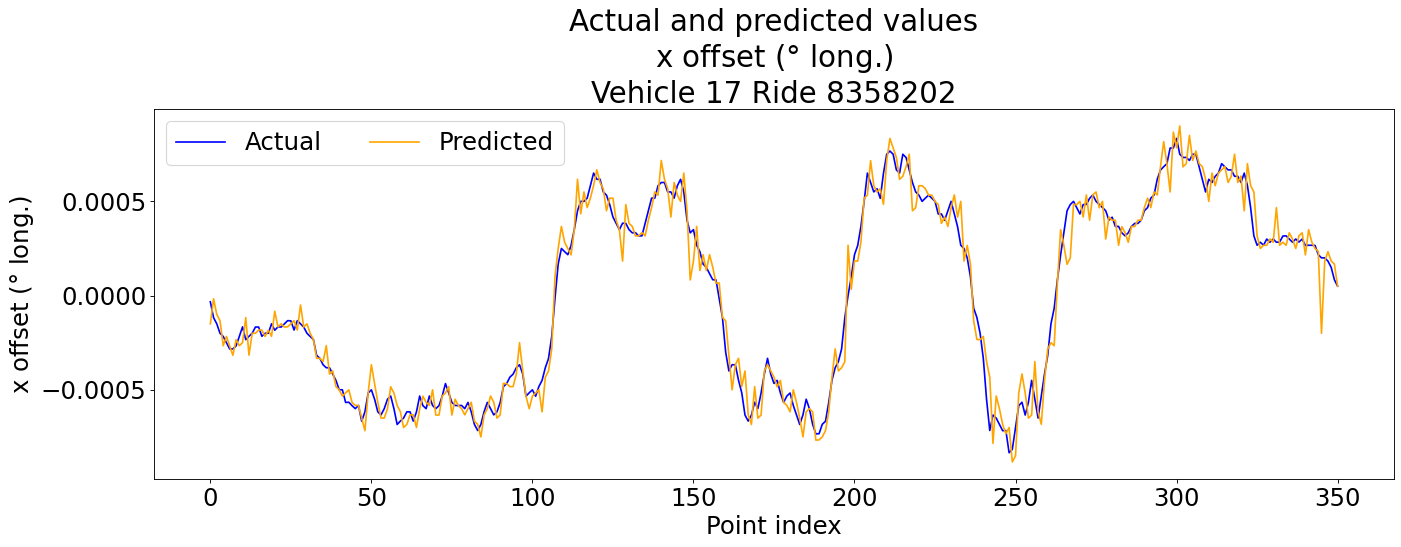 Actual and predicted values
x offset (° long.)
Vehicle 17 Ride 8358202
Actual
Predicted
x offset (° long.)
0.0005
0.0000
−0.0005
0
50
100
150
200
250
300
350
Point index